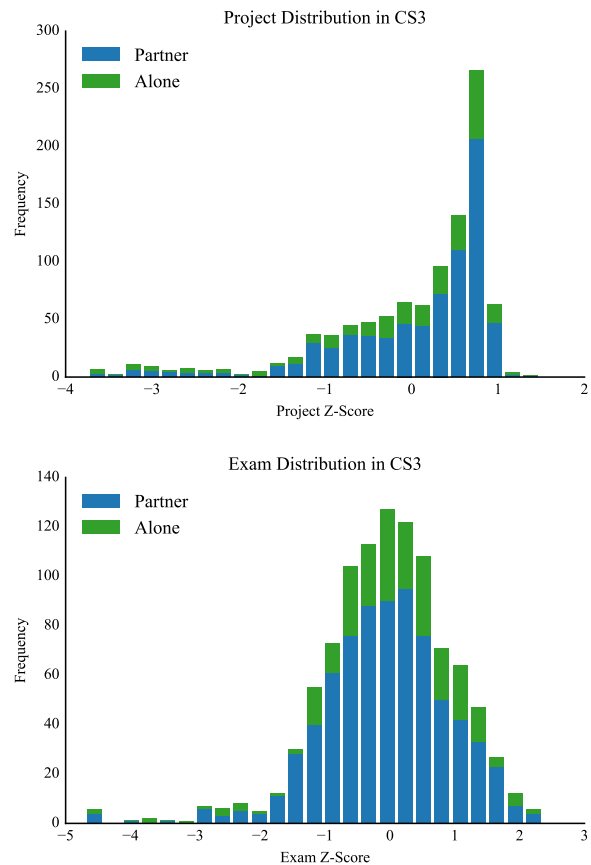 Project Distribution in CS3
300
250
200
150
100
50
0
Frequency
Partner
Alone
−4 −3 −2 −1 0 1 2
Project Z-Score
Exam Distribution in CS3
140
120
100
80
60
40
20
0
Frequency
Partner
Alone
−5 −4 −3 −2 −1 0 1 2 3
Exam Z-Score